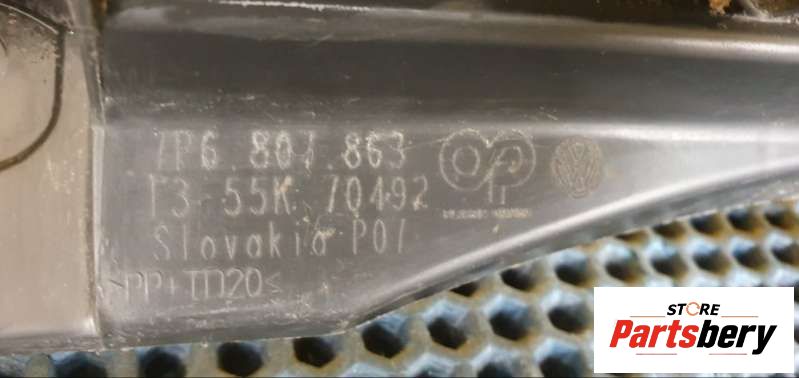 7P6.807.863
T3 55K 70492
Slovakia P07
>PP+TD20<
STORE
Partsbery